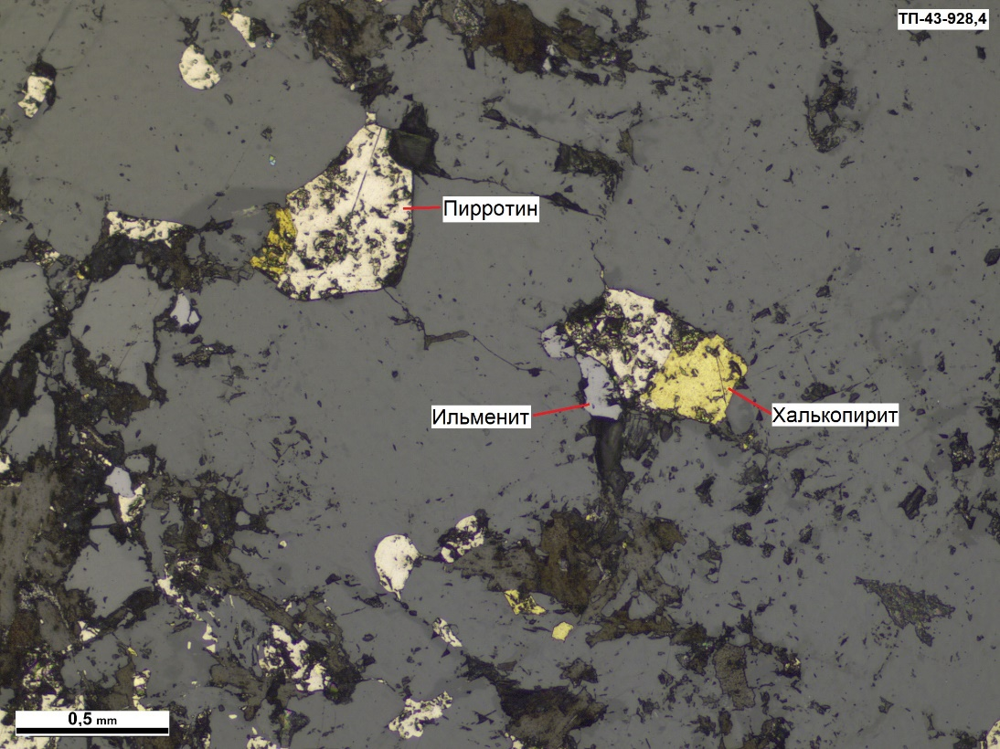 ТП-43-928,4
Пирротин
Ильменит
Халькопирит
0,5 mm